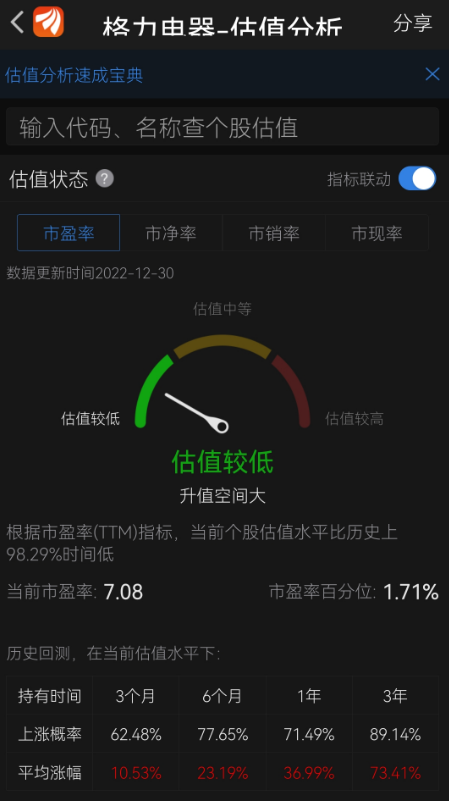 格力电器-估值分析 分享
估值分析速成宝典
输入代码、名称查个股估值
估值状态 ? 指标联动
市盈率 市净率 市销率 市现率
数据更新时间2022-12-30
估值中等
估值较低 估值较高
估值较低
升值空间大
根据市盈率(TTM)指标，当前个股估值水平比历史上
98.29%时间低
当前市盈率: 7.08 市盈率百分位: 1.71%
历史回测，在当前估值水平下:
持有时间 3个月 6个月 1年 3年
上涨概率 62.48% 77.65% 71.49% 89.14%
平均涨幅 10.53% 23.19% 36.99% 73.41%